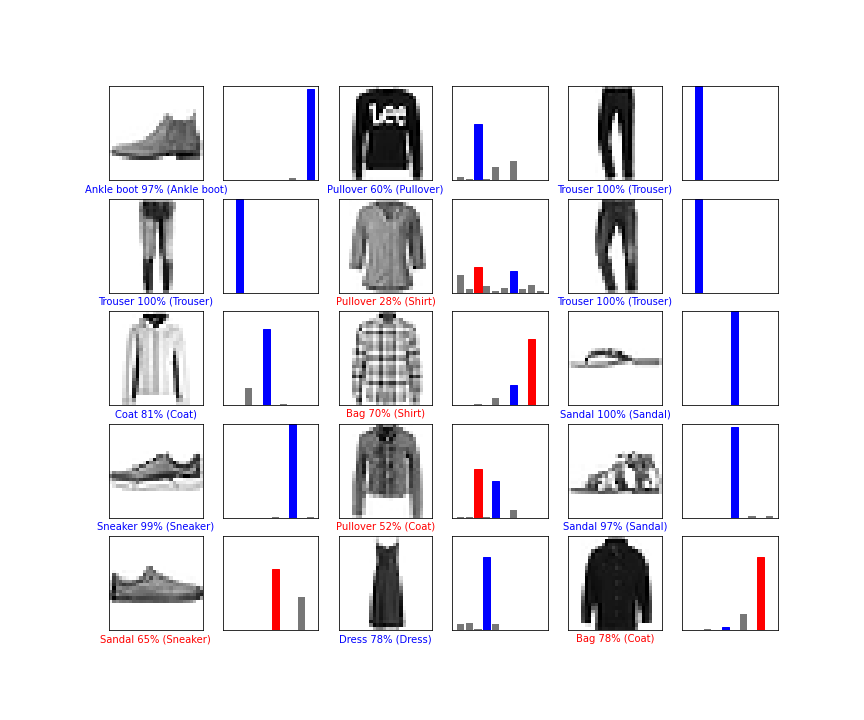 Lee
Ankle boot 97% (Ankle boot)
Pullover 60% (Pullover)
Trouser 100% (Trouser)
Trouser 100% (Trouser)
Pullover 28% (Shirt)
Trouser 100% (Trouser)
Coat 81% (Coat)
Bag 70% (Shirt)
Sandal 100% (Sandal)
Sneaker 99% (Sneaker)
Pullover 52% (Coat)
Sandal 97% (Sandal)
Sandal 65% (Sneaker)
Dress 78% (Dress)
Bag 78% (Coat)